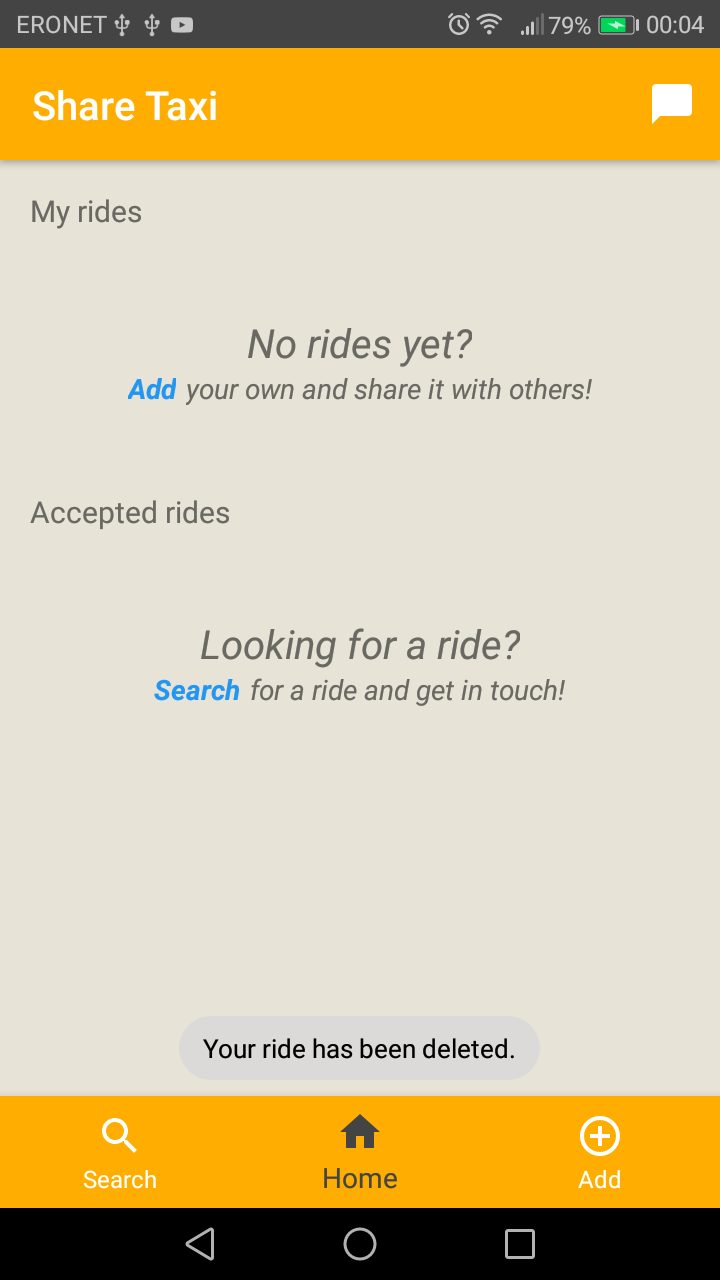 ERONET 79% 00:04
Share Taxi
My rides
No rides yet?
Add your own and share it with others!
Accepted rides
Looking for a ride?
Search for a ride and get in touch!
Your ride has been deleted.
Search Home Add